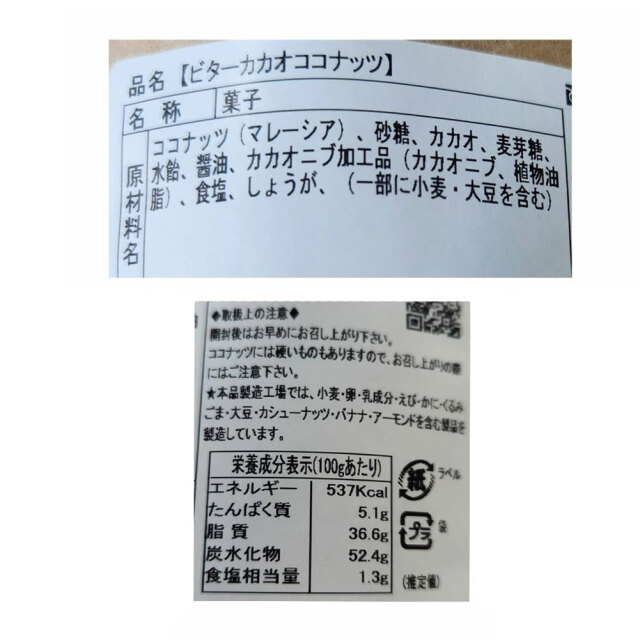 品名【ビターカカオココナッツ】
名称 菓子
原材料名 ココナッツ（マレーシア）、砂糖、カカオ、麦芽糖、
水飴、醤油、カカオニブ加工品（カカオニブ、植物油
脂）、食塩、しょうが、（一部に小麦・大豆を含む）
◆取扱上の注意◆
開封後はお早めにお召し上がり下さい。
ココナッツには硬いものもありますので、お召し上がりの際
にはご注意下さい。
★本品製造工場では、小麦・卵・乳成分・えび・かに・くるみ
ごま・大豆・カシューナッツ・バナナ・アーモンドを含む製品を
製造しています。
栄養成分表示(100gあたり)
エネルギー 537Kcal
たんぱく質 5.1g
脂質 36.6g
炭水化物 52.4g
食塩相当量 1.3g
紙 ラベル
プラ 袋
(推定値)